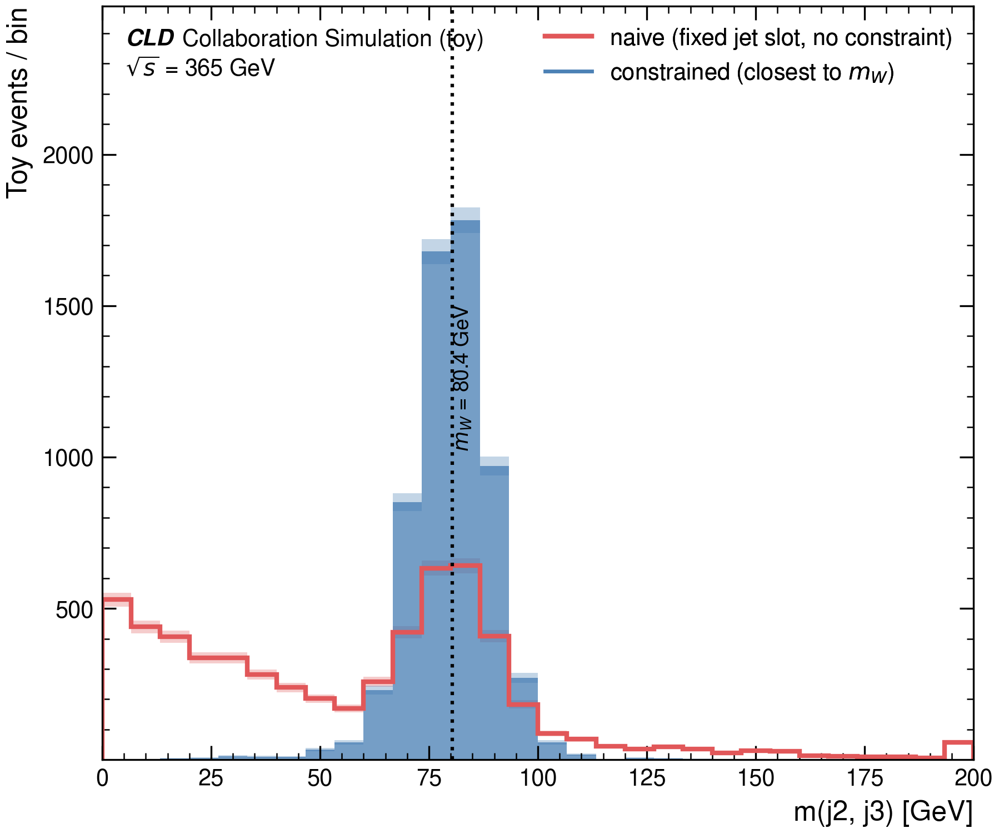 Toy events / bin
CLD Collaboration Simulation (toy)
√s = 365 GeV
naive (fixed jet slot, no constraint)
constrained (closest to m_W)
2000
1500
1000
500
m_W = 80.4 GeV
0 25 50 75 100 125 150 175 200
m(j2, j3) [GeV]